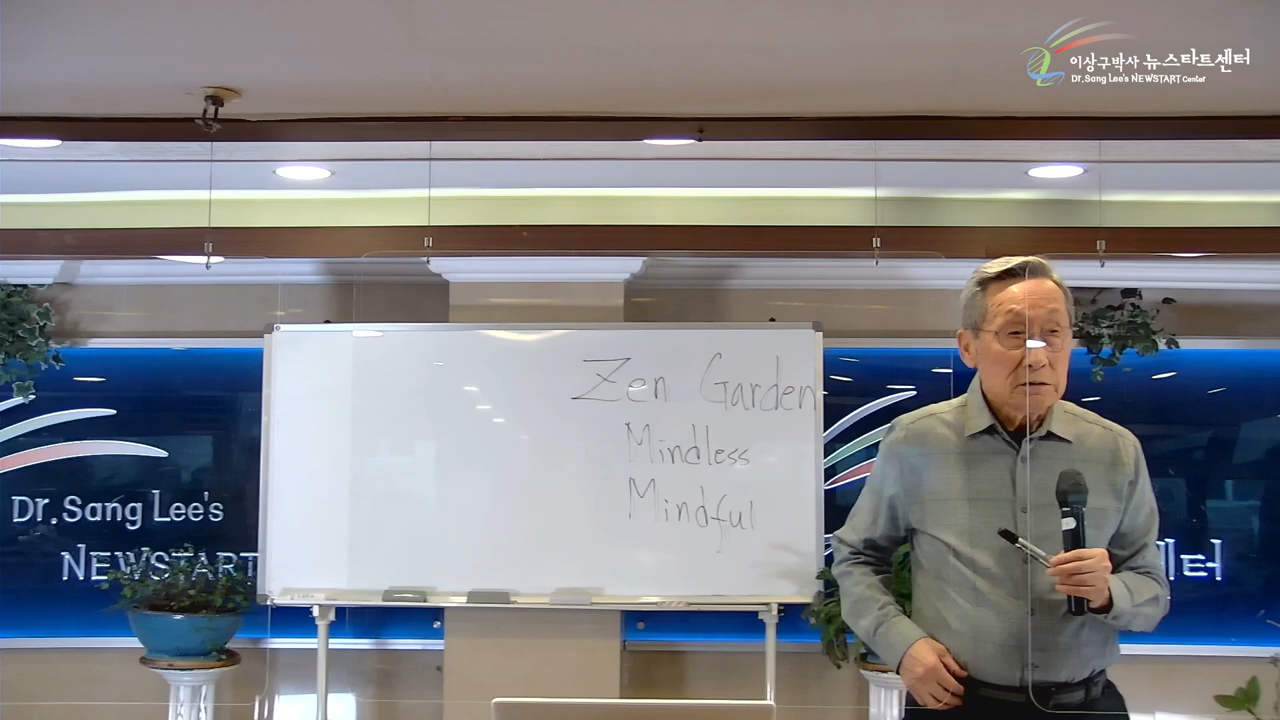 이상구박사 뉴스타트센터
Dr. Sang Lee's NEWSTART Center
Zen Garden
Mindless
Mindful
Dr. Sang Lee's
NEWSTART
터